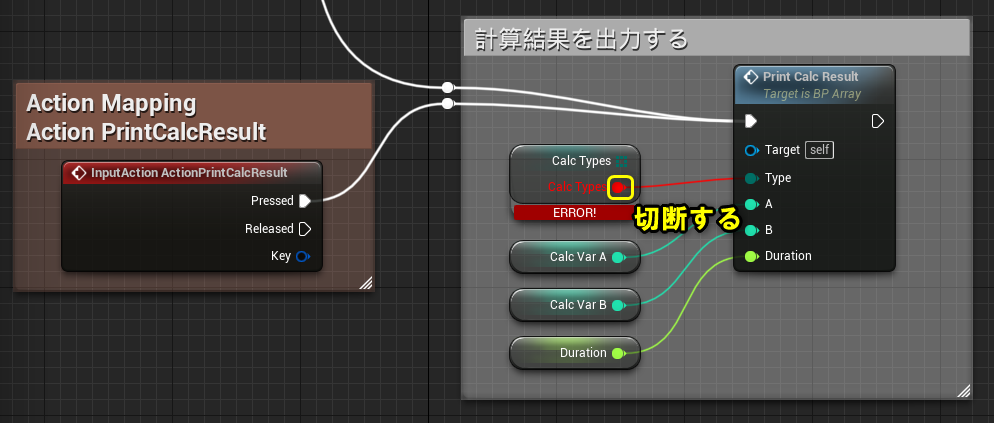 計算結果を出力する
Action Mapping
Action PrintCalcResult
InputAction ActionPrintCalcResult
Pressed
Released
Key
Print Calc Result
Target is BP Array
Target self
Type
A
B
Duration
Calc Types
Calc Types
ERROR!
切断する
Calc Var A
Calc Var B
Duration